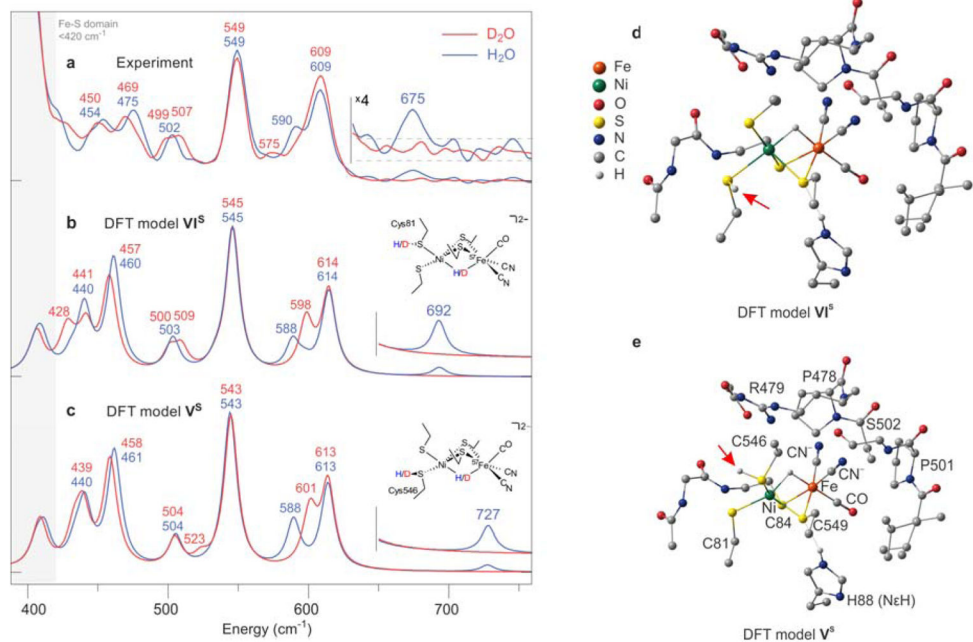 Fe-S domain
<420 cm⁻¹
a
Experiment
D₂O
H₂O
549
549
609
609
469
475
450
454
499
507
502
590
575
x4
675
b
DFT model VIˢ
545
545
457
460
441
440
428
500
509
503
598
588
614
614
692
Cys81
H/D
S
S
Ni
S
S
H/D
57
Fe
CO
CN
CN
2-
c
DFT model Vˢ
543
543
458
461
439
440
504
504
523
601
588
613
613
727
S
H/D
S
Cys546
Ni
S
S
H/D
57
Fe
CO
CN
CN
2-
400
500
600
700
Energy (cm⁻¹)
d
Fe
Ni
O
S
N
C
H
DFT model VIˢ
e
P478
R479
S502
C546
CN⁻
CN⁻
P501
Fe
CO
Ni
C84
C549
C81
H88 (NεH)
DFT model Vˢ